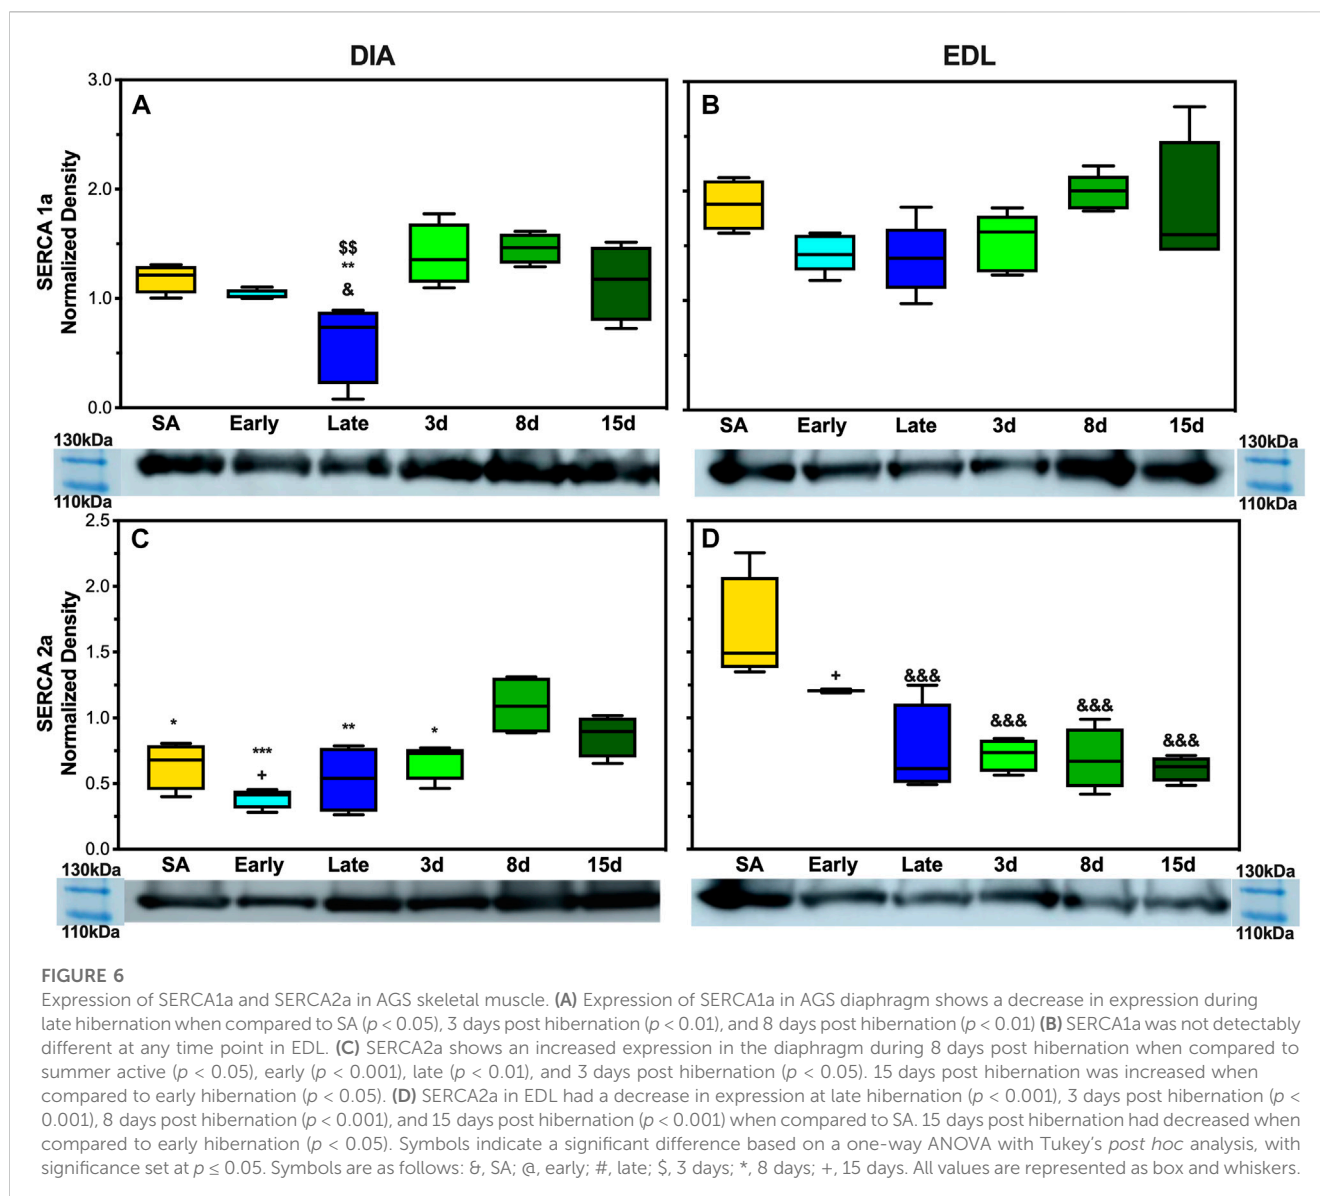 DIA
EDL
3.0
2.0
1.0
0.0
SERCA 1a
Normalized Density
A
$$
**
&
SA Early Late 3d 8d 15d
130kDa
110kDa
B
SA Early Late 3d 8d 15d
130kDa
110kDa
2.5
2.0
1.5
1.0
0.5
0.0
SERCA 2a
Normalized Density
C
*
***
+
**
*
SA Early Late 3d 8d 15d
130kDa
110kDa
D
+
&&&
&&&
&&&
&&&
SA Early Late 3d 8d 15d
130kDa
110kDa
FIGURE 6
Expression of SERCA1a and SERCA2a in AGS skeletal muscle. (A) Expression of SERCA1a in AGS diaphragm shows a decrease in expression during
late hibernation when compared to SA (p < 0.05), 3 days post hibernation (p < 0.01), and 8 days post hibernation (p < 0.01) (B) SERCA1a was not detectably
different at any time point in EDL. (C) SERCA2a shows an increased expression in the diaphragm during 8 days post hibernation when compared to
summer active (p < 0.05), early (p < 0.001), late (p < 0.01), and 3 days post hibernation (p < 0.05). 15 days post hibernation was increased when
compared to early hibernation (p < 0.05). (D) SERCA2a in EDL had a decrease in expression at late hibernation (p < 0.001), 3 days post hibernation (p <
0.001), 8 days post hibernation (p < 0.001), and 15 days post hibernation (p < 0.001) when compared to SA. 15 days post hibernation had decreased when
compared to early hibernation (p < 0.05). Symbols indicate a significant difference based on a one-way ANOVA with Tukey's post hoc analysis, with
significance set at p ≤ 0.05. Symbols are as follows: &, SA; @, early; #, late; $, 3 days; *, 8 days; +, 15 days. All values are represented as box and whiskers.